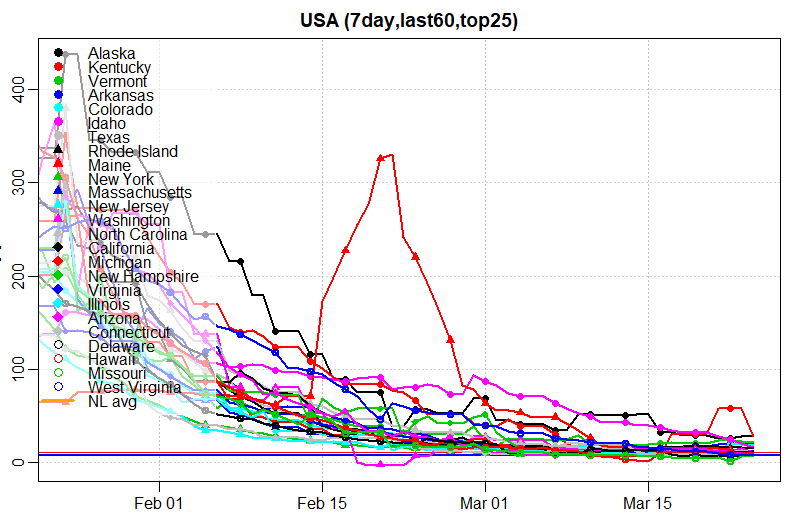 USA (7day,last60,top25)
400
300
200
100
0
Alaska
Kentucky
Vermont
Arkansas
Colorado
Idaho
Texas
Rhode Island
Maine
New York
Massachusetts
New Jersey
Washington
North Carolina
California
Michigan
New Hampshire
Virginia
Illinois
Arizona
Connecticut
Delaware
Hawaii
Missouri
West Virginia
NL avg
Feb 01 Feb 15 Mar 01 Mar 15